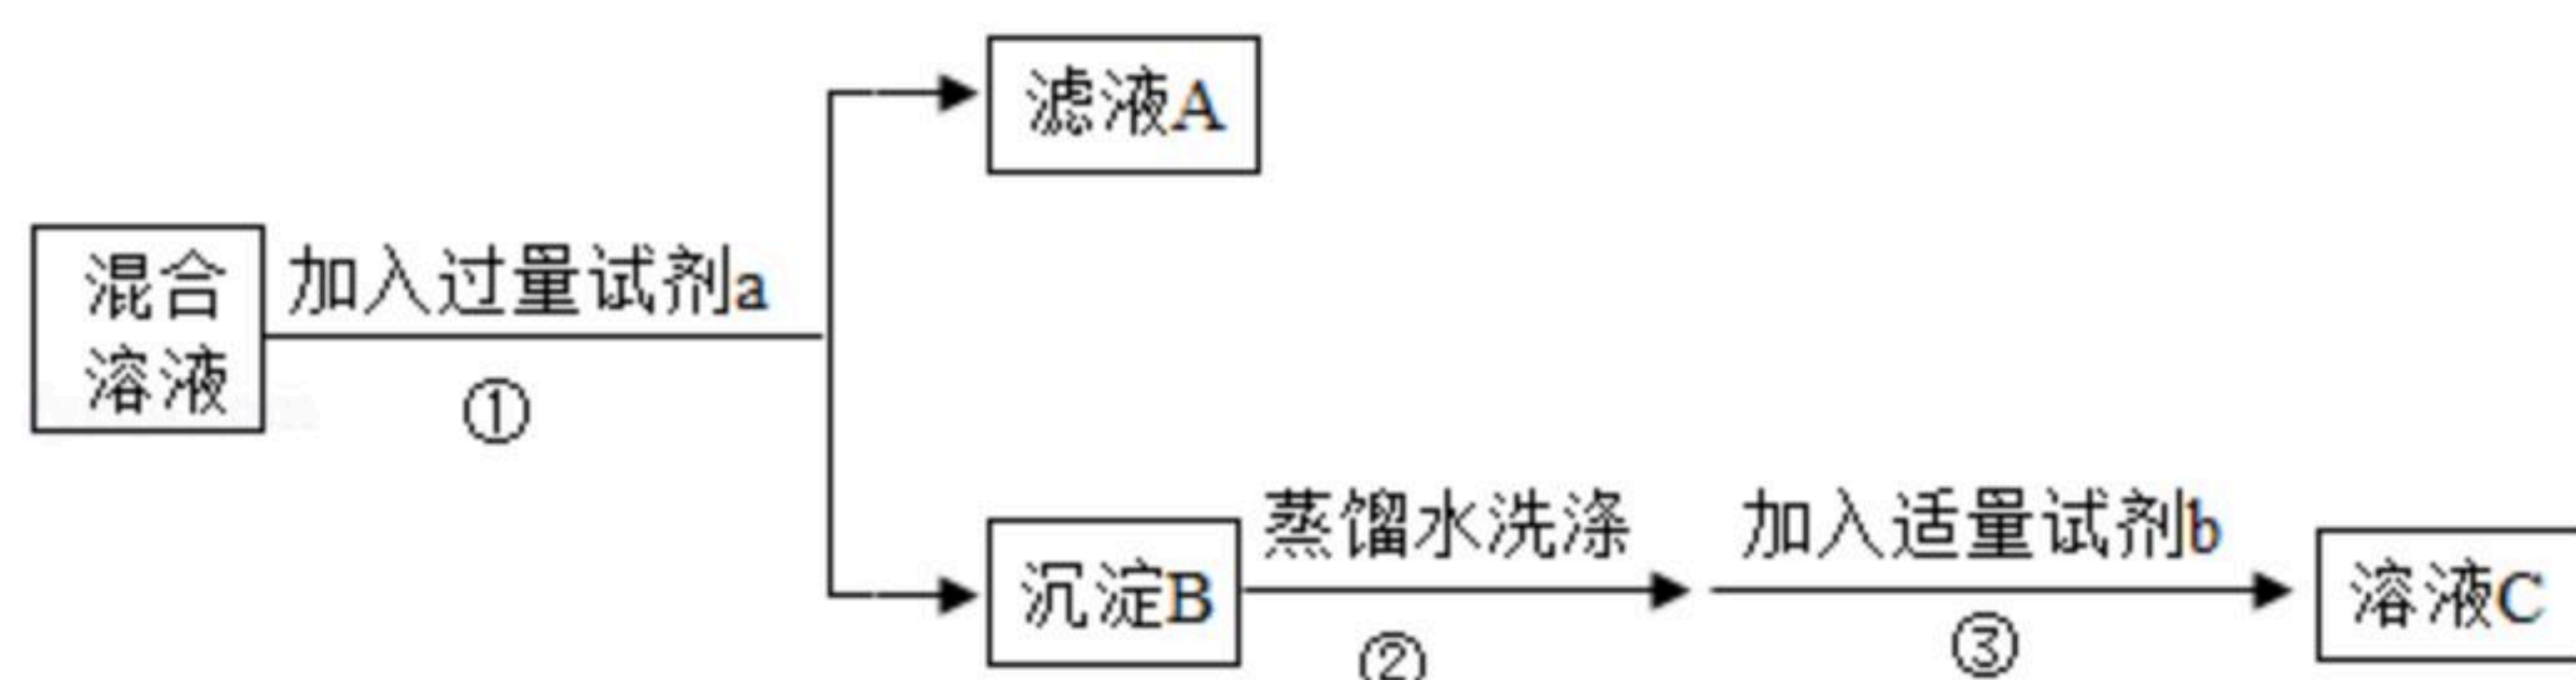 滤液A
混合
溶液
加入过量试剂a
①
沉淀B
蒸馏水洗涤
②
加入适量试剂b
③
溶液C